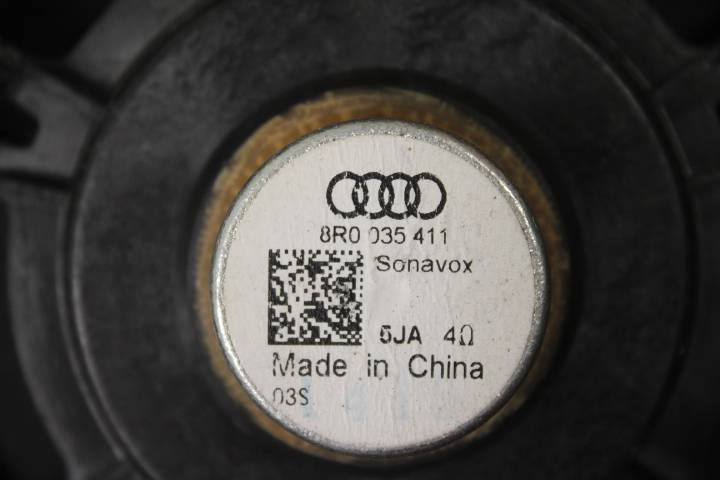 8R0 035 411
Sonavox
5JA 4Ω
Made in China
03S